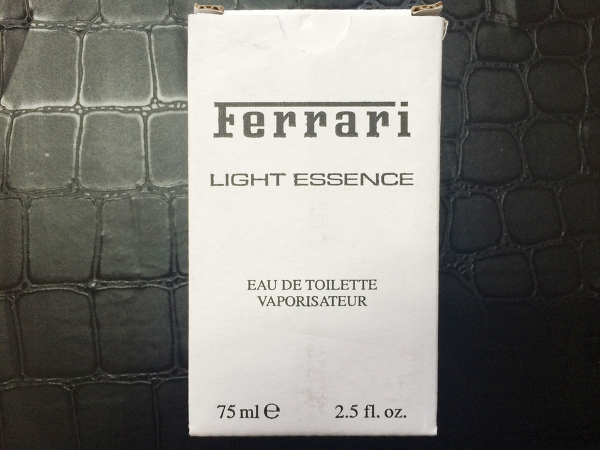 Ferrari
LIGHT ESSENCE
EAU DE TOILETTE
VAPORISATEUR
75 ml ℮ 2.5 fl. oz.